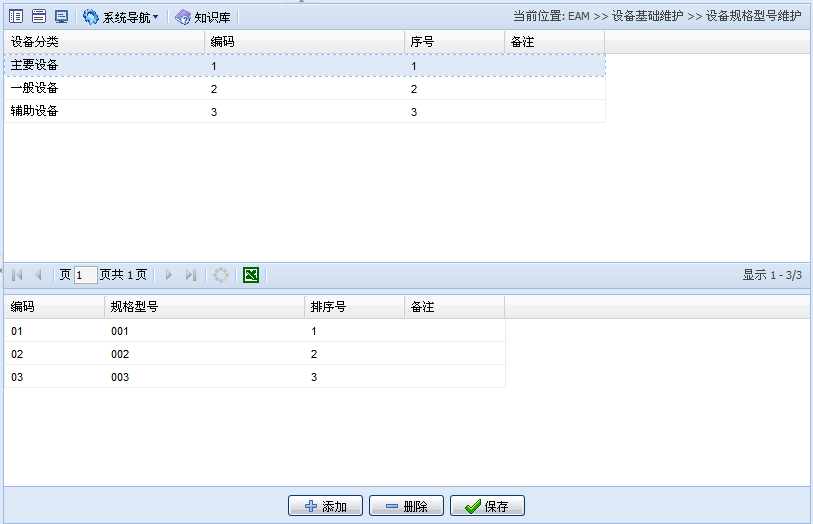 系统导航 知识库 当前位置: EAM >> 设备基础维护 >> 设备规格型号维护
设备分类 编码 序号 备注
主要设备 1 1
一般设备 2 2
辅助设备 3 3
页 1 页共 1 页 显示 1 - 3/3
编码 规格型号 排序号 备注
01 001 1
02 002 2
03 003 3
添加 删除 保存